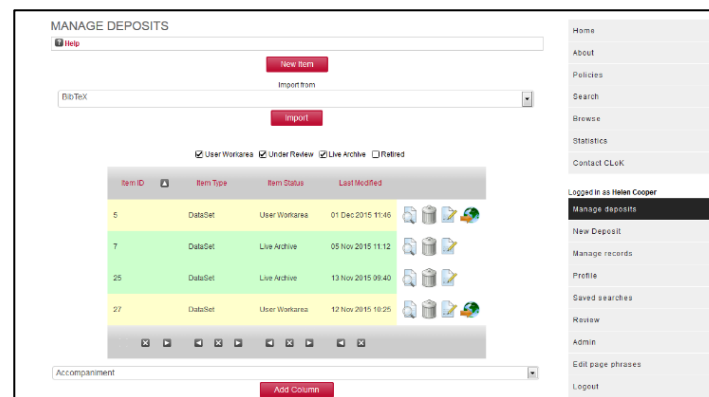 MANAGE DEPOSITS
Help
New Item
Import from
BibTeX
Import
User Workarea Under Review Live Archive Retired
Item ID Item Type Item Status Last Modified
5 DataSet User Workarea 01 Dec 2015 11:46
7 DataSet Live Archive 05 Nov 2015 11:12
25 DataSet Live Archive 13 Nov 2015 09:40
27 DataSet User Workarea 12 Nov 2015 10:25
Accompaniment
Add Column
Home
About
Policies
Search
Browse
Statistics
Contact CLoK
Logged in as Helen Cooper
Manage deposits
New Deposit
Manage records
Profile
Saved searches
Review
Admin
Edit page phrases
Logout